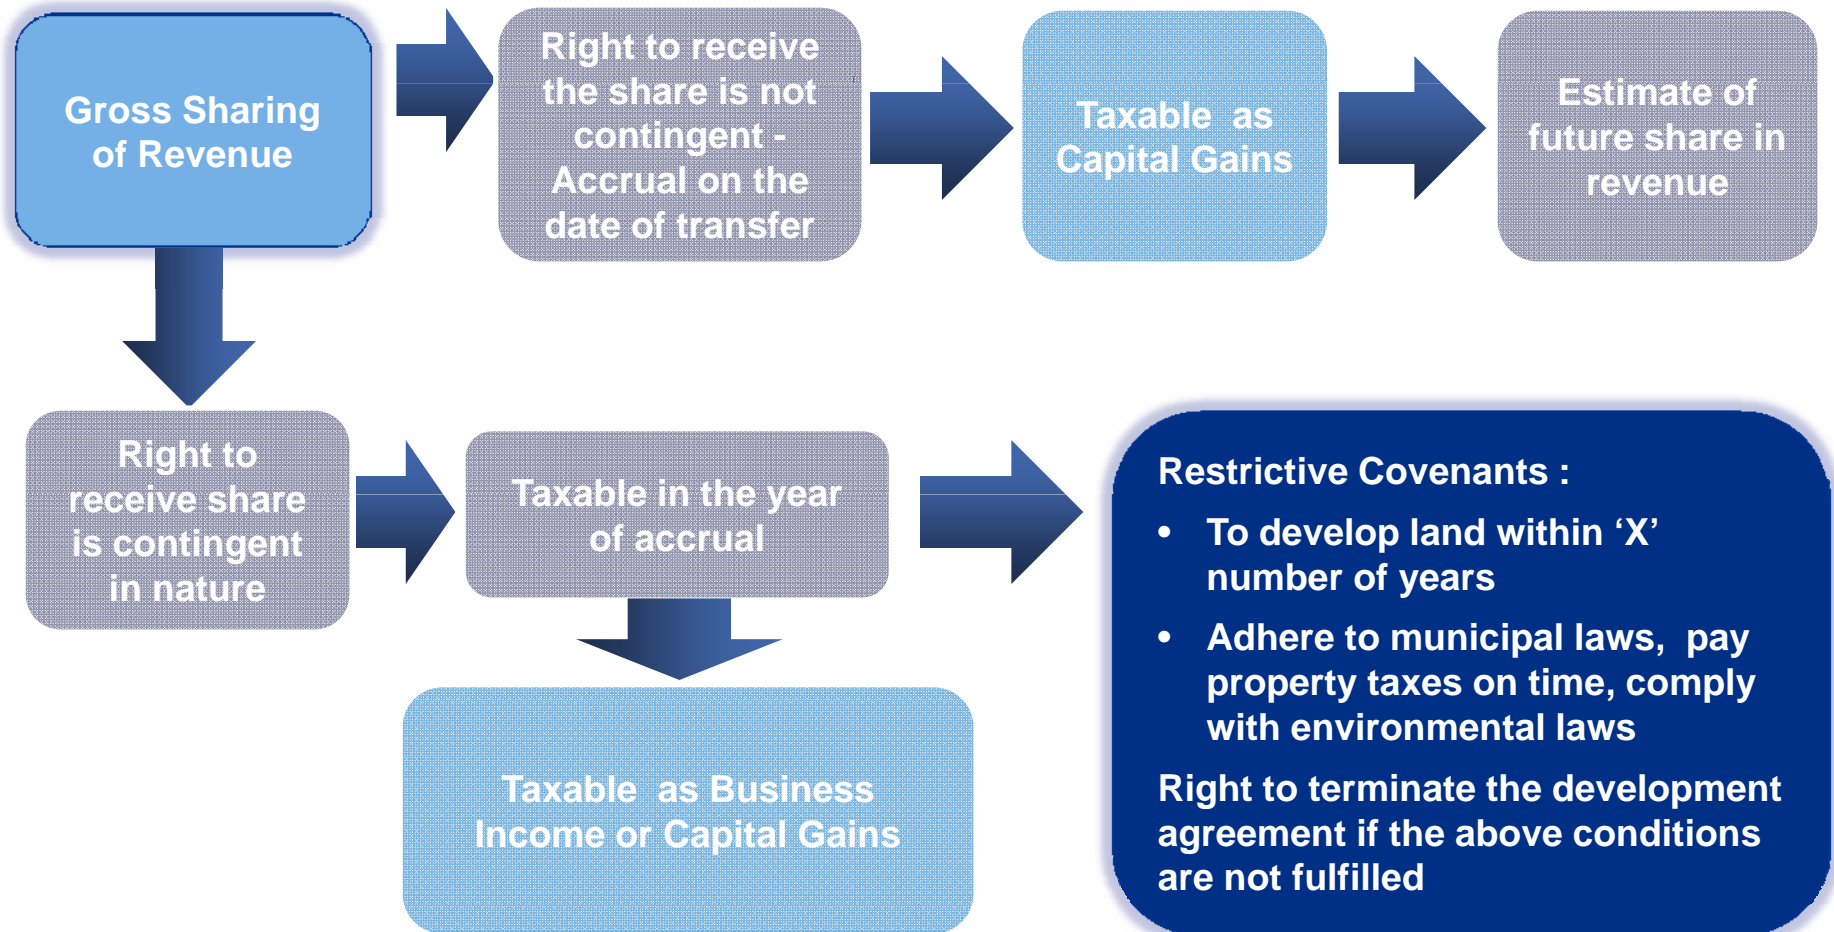 Gross Sharing
of Revenue
Right to receive
the share is not
contingent -
Accrual on the
date of transfer
Taxable as
Capital Gains
Estimate of
future share in
revenue
Right to
receive share
is contingent
in nature
Taxable in the year
of accrual
Taxable as Business
Income or Capital Gains
Restrictive Covenants :
• To develop land within ‘X’
number of years
• Adhere to municipal laws, pay
property taxes on time, comply
with environmental laws
Right to terminate the development
agreement if the above conditions
are not fulfilled